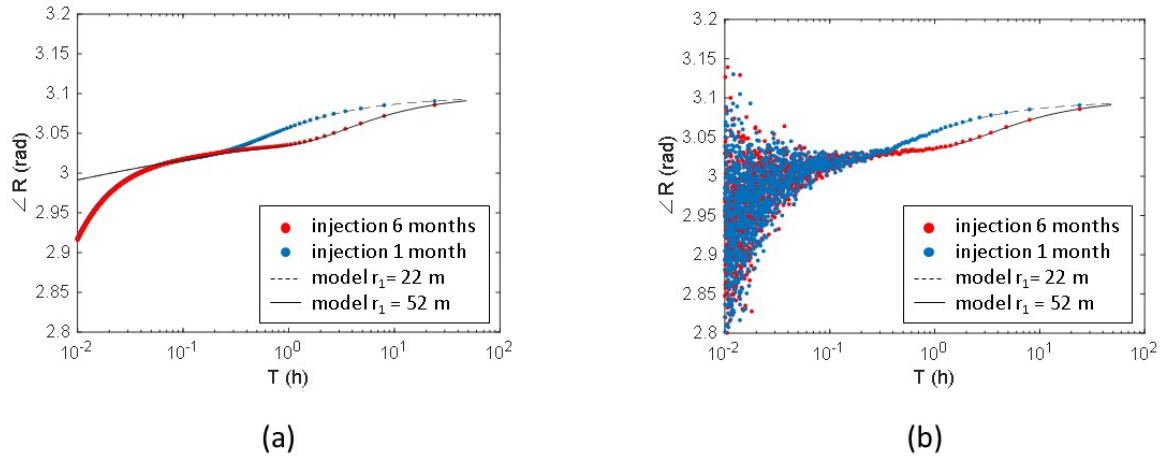 3.2
3.15
3.1
3.05
3
2.95
2.9
2.85
2.8
∠R (rad)
injection 6 months
injection 1 month
model r₁= 22 m
model r₁ = 52 m
10⁻² 10⁻¹ 10⁰ 10¹ 10²
T (h)
(a)
3.2
3.15
3.1
3.05
3
2.95
2.9
2.85
2.8
∠R (rad)
injection 6 months
injection 1 month
model r₁= 22 m
model r₁ = 52 m
10⁻² 10⁻¹ 10⁰ 10¹ 10²
T (h)
(b)